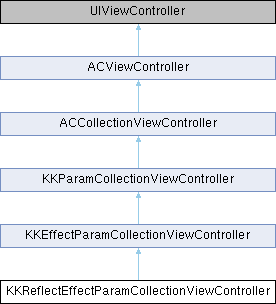 UIViewController
ACViewController
ACCollectionViewController
KKParamCollectionViewController
KKEffectParamCollectionViewController
KKReflectEffectParamCollectionViewController